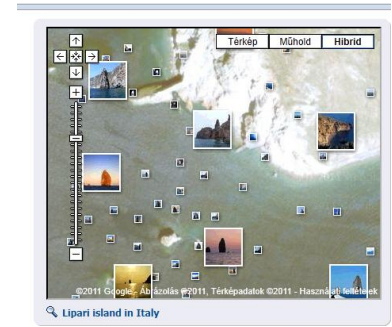 Térkép Műhold Hibrid
©2011 Google - Ábrázolás ©2011, Térképadatok ©2011 - Használati feltételek
Lipari island in Italy